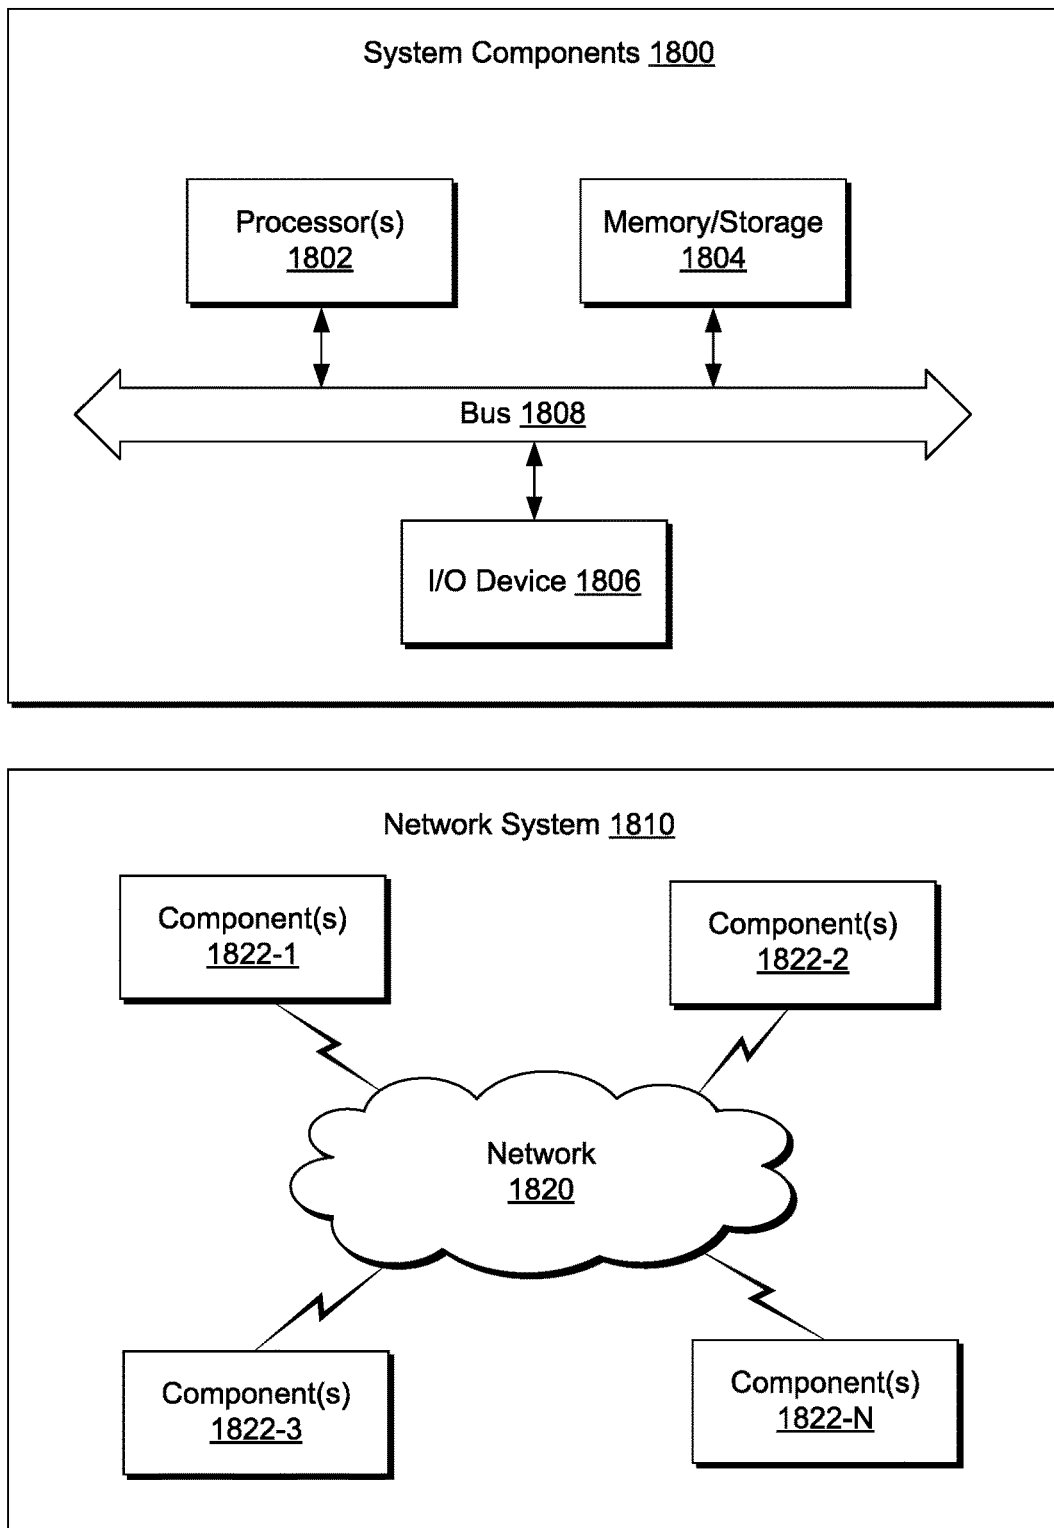 System Components 1800
Processor(s)
1802
Memory/Storage
1804
Bus 1808
I/O Device 1806
Network System 1810
Component(s)
1822-1
Component(s)
1822-2
Network
1820
Component(s)
1822-3
Component(s)
1822-N